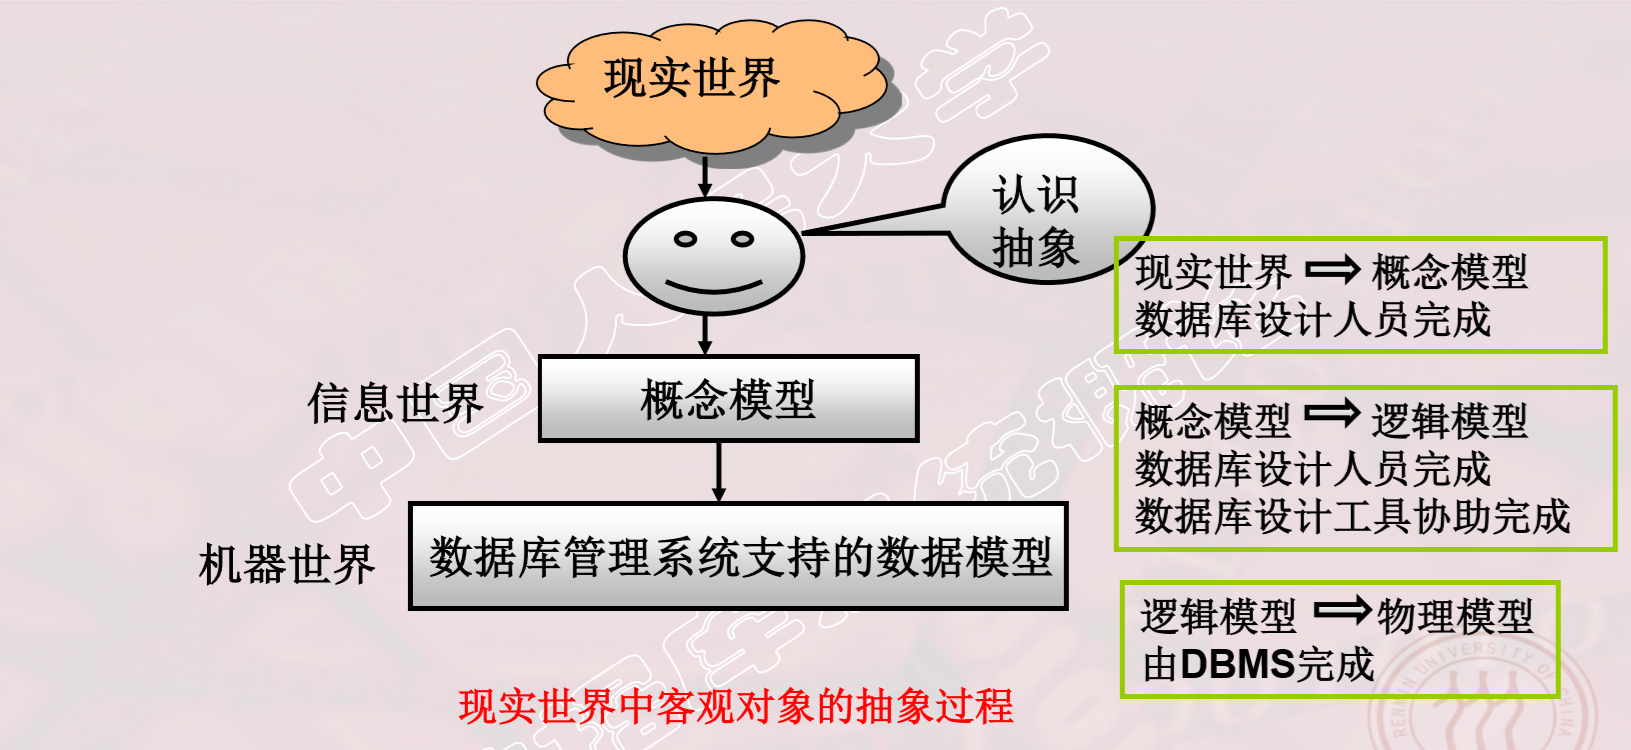 现实世界
认识
抽象
现实世界 ⇒ 概念模型
数据库设计人员完成
信息世界
概念模型
概念模型 ⇒ 逻辑模型
数据库设计人员完成
数据库设计工具协助完成
机器世界
数据库管理系统支持的数据模型
逻辑模型 ⇒ 物理模型
由DBMS完成
现实世界中客观对象的抽象过程
RENMIN UNIVERSITY OF CHINA